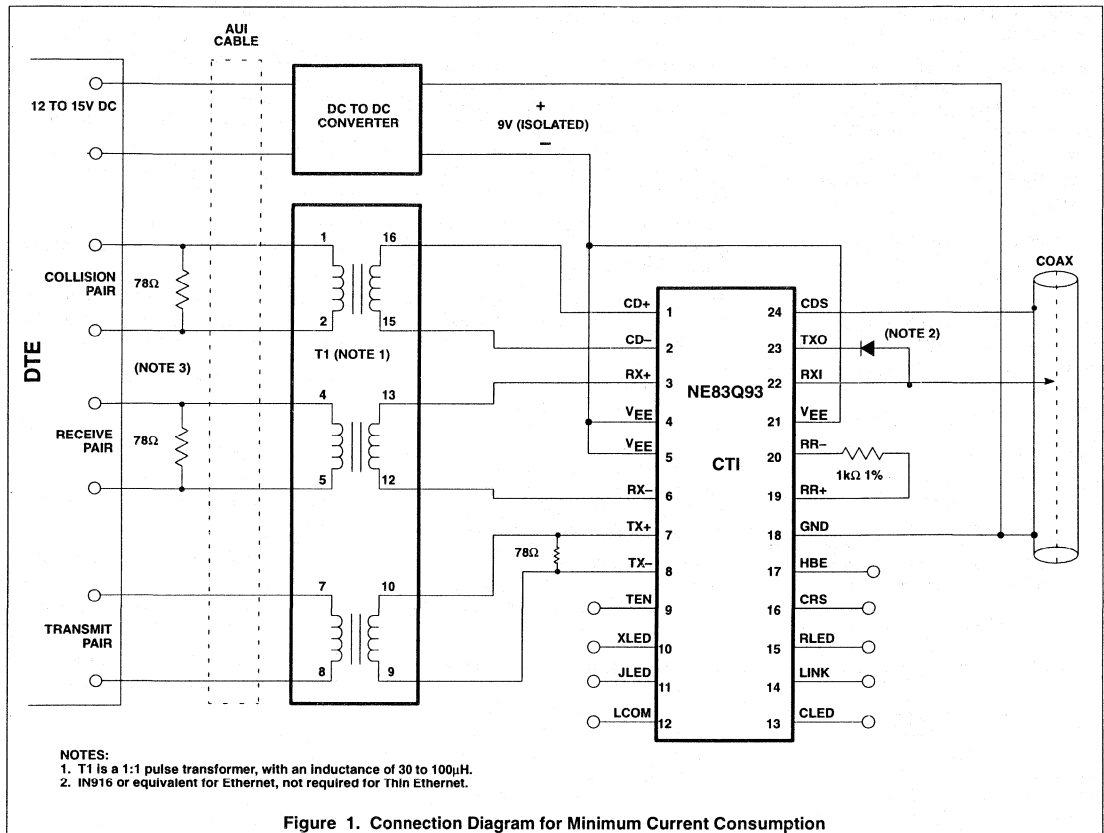 AUI
CABLE
12 TO 15V DC
DC TO DC
CONVERTER
+
9V (ISOLATED)
–
DTE
COLLISION
PAIR
78Ω
1
16
2
15
T1 (NOTE 1)
(NOTE 3)
RECEIVE
PAIR
78Ω
4
13
5
12
TRANSMIT
PAIR
7
10
8
9
78Ω
NE83Q93
CTI
CD+ 1
CD– 2
RX+ 3
VEE 4
VEE 5
RX– 6
TX+ 7
TX– 8
TEN 9
XLED 10
JLED 11
LCOM 12
24 CDS
23 TXO
22 RXI
21 VEE
20 RR–
19 RR+
18 GND
17 HBE
16 CRS
15 RLED
14 LINK
13 CLED
(NOTE 2)
1kΩ 1%
COAX
NOTES:
1. T1 is a 1:1 pulse transformer, with an inductance of 30 to 100µH.
2. IN916 or equivalent for Ethernet, not required for Thin Ethernet.
Figure 1. Connection Diagram for Minimum Current Consumption